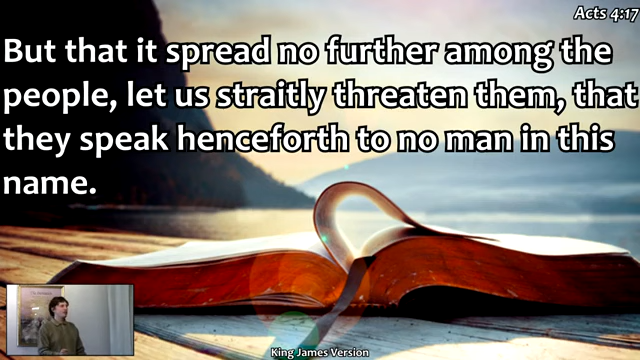 Acts 4:17
But that it spread no further among the
people, let us straitly threaten them, that
they speak henceforth to no man in this
name.
King James Version